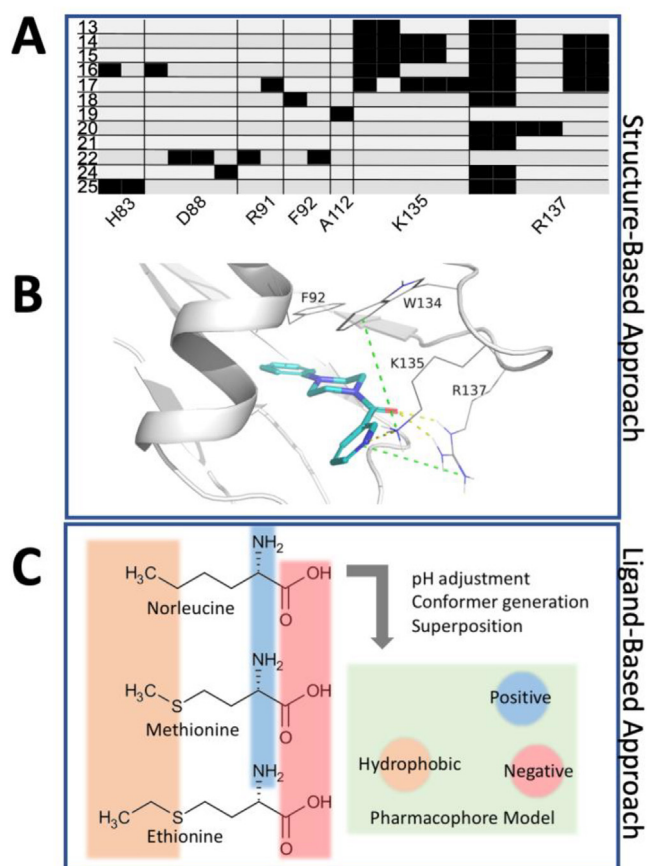 A
13
14
15
16
17
18
19
20
21
22
24
25
H83
D88
R91
F92
A112
K135
R137
Structure-Based Approach
B
F92
W134
K135
R137
C
NH2
H3C
OH
O
Norleucine
NH2
H3C
S
OH
O
Methionine
NH2
H3C
S
OH
O
Ethionine
pH adjustment
Conformer generation
Superposition
Positive
Hydrophobic
Negative
Pharmacophore Model
Ligand-Based Approach